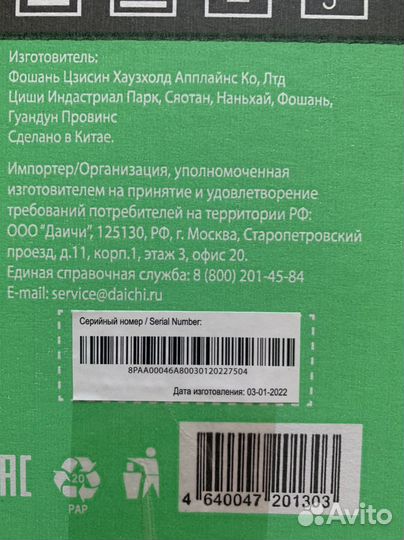 Изготовитель:
Фошань Цзисин Хаузхолд Апплайнс Ко, Лтд
Циши Индастриал Парк, Сяотан, Наньхай, Фошань,
Гуандун Провинс
Сделано в Китае.
Импортер/Организация, уполномоченная
изготовителем на принятие и удовлетворение
требований потребителей на территории РФ:
ООО "Даичи", 125130, РФ, г. Москва, Старопетровский
проезд, д.11, корп.1, этаж 3, офис 20.
Единая справочная служба: 8 (800) 201-45-84
E-mail: service@daichi.ru
Серийный номер / Serial Number:
8PAA00046A80030120227504
Дата изготовления: 03-01-2022
20
PAP
4 640047 201303
Avito